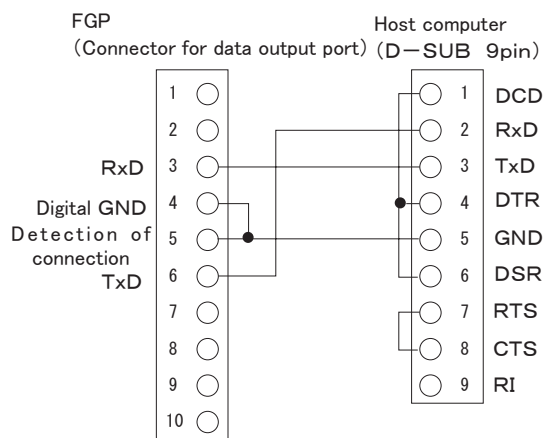 FGP
(Connector for data output port)
Host computer
(D-SUB 9pin)
1
2
RxD 3
Digital GND 4
Detection of connection 5
TxD 6
7
8
9
10
1 DCD
2 RxD
3 TxD
4 DTR
5 GND
6 DSR
7 RTS
8 CTS
9 RI